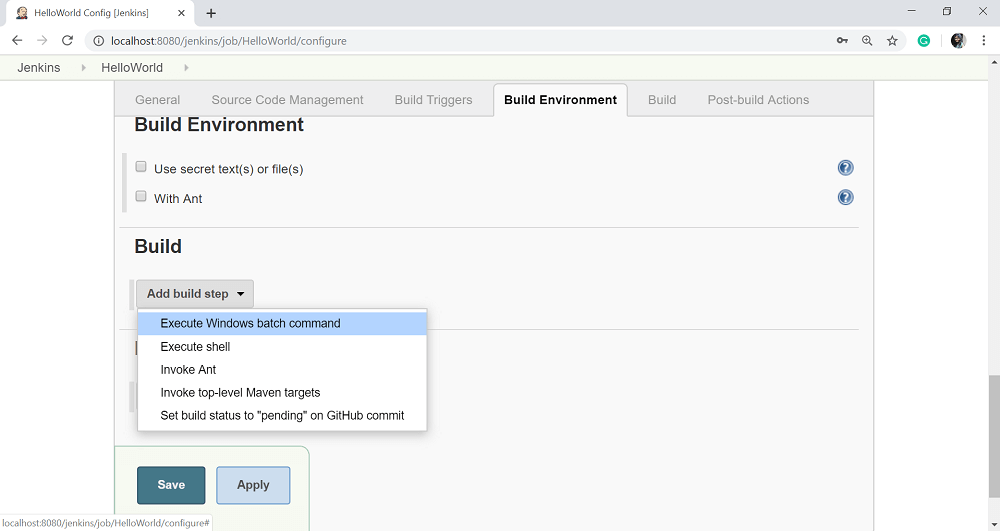 HelloWorld Config [Jenkins]
localhost:8080/jenkins/job/HelloWorld/configure
Jenkins HelloWorld
General Source Code Management Build Triggers Build Environment Build Post-build Actions
Build Environment
Use secret text(s) or file(s)
With Ant
Build
Add build step
Execute Windows batch command
Execute shell
Invoke Ant
Invoke top-level Maven targets
Set build status to "pending" on GitHub commit
Save Apply
localhost:8080/jenkins/job/HelloWorld/configure#